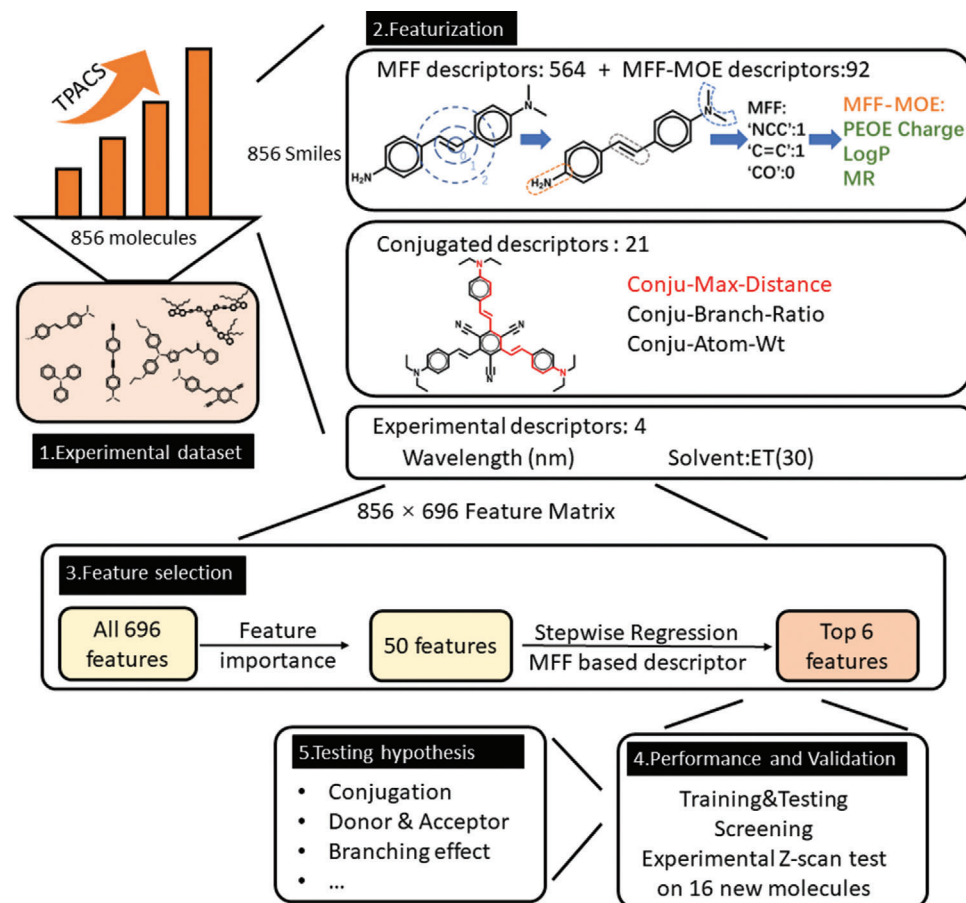 TPACS
856 molecules
1.Experimental dataset
856 Smiles
2.Featurization
MFF descriptors: 564 + MFF-MOE descriptors:92
H₂N
N
0
1
2
H₂N
N
MFF:
'NCC':1
'C=C':1
'CO':0
MFF-MOE:
PEOE Charge
LogP
MR
Conjugated descriptors : 21
N
CN
NC
CN
N
N
Conju-Max-Distance
Conju-Branch-Ratio
Conju-Atom-Wt
Experimental descriptors: 4
Wavelength (nm)
Solvent:ET(30)
856 × 696 Feature Matrix
3.Feature selection
All 696
features
Feature
importance
50 features
Stepwise Regression
MFF based descriptor
Top 6
features
5.Testing hypothesis
• Conjugation
• Donor & Acceptor
• Branching effect
• ...
4.Performance and Validation
Training&Testing
Screening
Experimental Z-scan test
on 16 new molecules